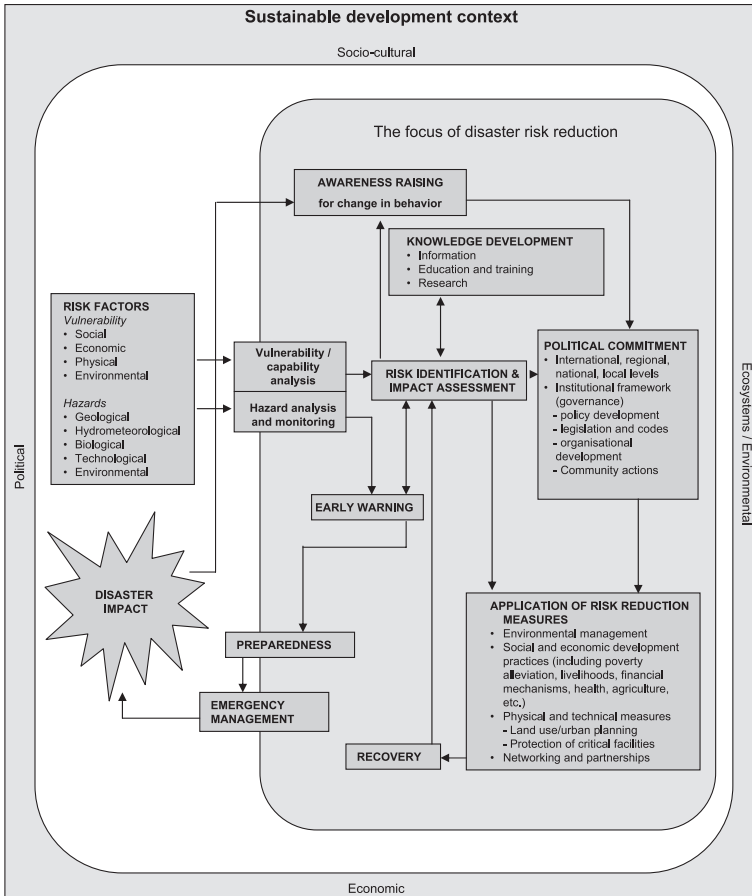 Sustainable development context
Socio-cultural
The focus of disaster risk reduction
AWARENESS RAISING
for change in behavior
KNOWLEDGE DEVELOPMENT
• Information
• Education and training
• Research
RISK FACTORS
Vulnerability
• Social
• Economic
• Physical
• Environmental
Hazards
• Geological
• Hydrometeorological
• Biological
• Technological
• Environmental
Vulnerability /
capability
analysis
Hazard analysis
and monitoring
RISK IDENTIFICATION &
IMPACT ASSESSMENT
POLITICAL COMMITMENT
• International, regional,
national, local levels
• Institutional framework
(governance)
– policy development
– legislation and codes
– organisational
development
– Community actions
Political
Ecosystems / Environmental
EARLY WARNING
DISASTER
IMPACT
PREPAREDNESS
EMERGENCY
MANAGEMENT
APPLICATION OF RISK REDUCTION
MEASURES
• Environmental management
• Social and economic development
practices (including poverty
alleviation, livelihoods, financial
mechanisms, health, agriculture,
etc.)
• Physical and technical measures
– Land use/urban planning
– Protection of critical facilities
• Networking and partnerships
RECOVERY
Economic